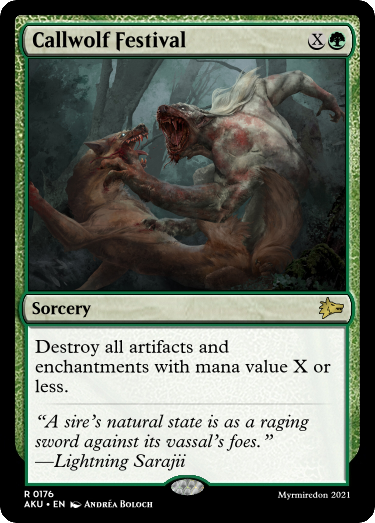 Callwolf Festival X
Sorcery
Destroy all artifacts and
enchantments with mana value X or
less.
“A sire’s natural state is as a raging
sword against its vassal’s foes.”
—Lightning Sarajii
R 0176
AKU • EN Andréa Boloch
Myrmiredon 2021